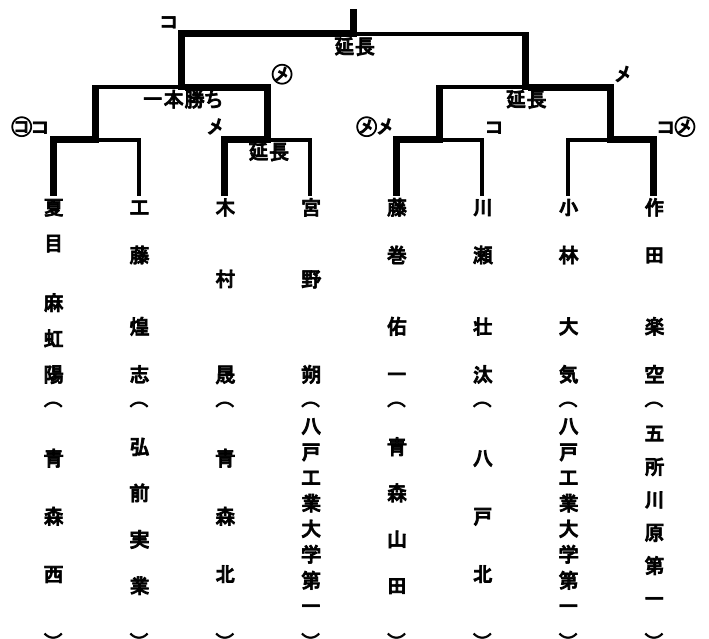 コ
延長
㋱
メ
一本勝ち
延長
㋙コ
メ
㋱メ
コ
コ㋱
延長
夏目麻虹陽（青森西）
工藤煌志（弘前実業）
木村晟（青森北）
宮野朔（八戸工業大学第一）
藤巻佑一（青森山田）
川瀬壮汰（八戸北）
小林大気（八戸工業大学第一）
作田楽空（五所川原第一）